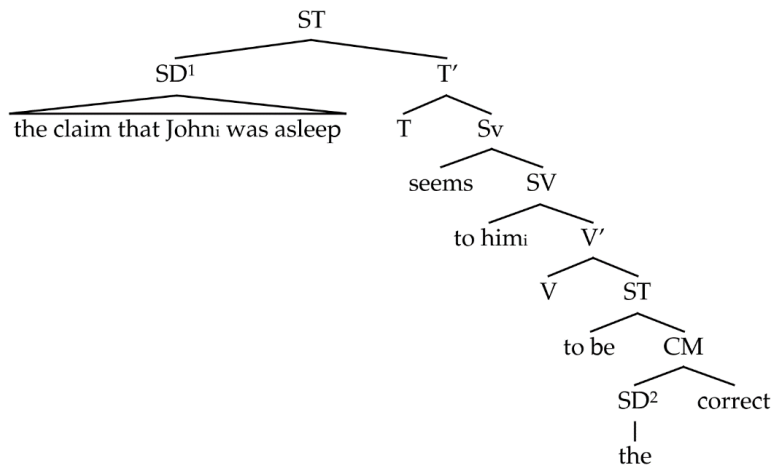 ST
SD¹ T′
the claim that Johni was asleep T Sv
seems SV
to himi V′
V ST
to be CM
SD² correct
the